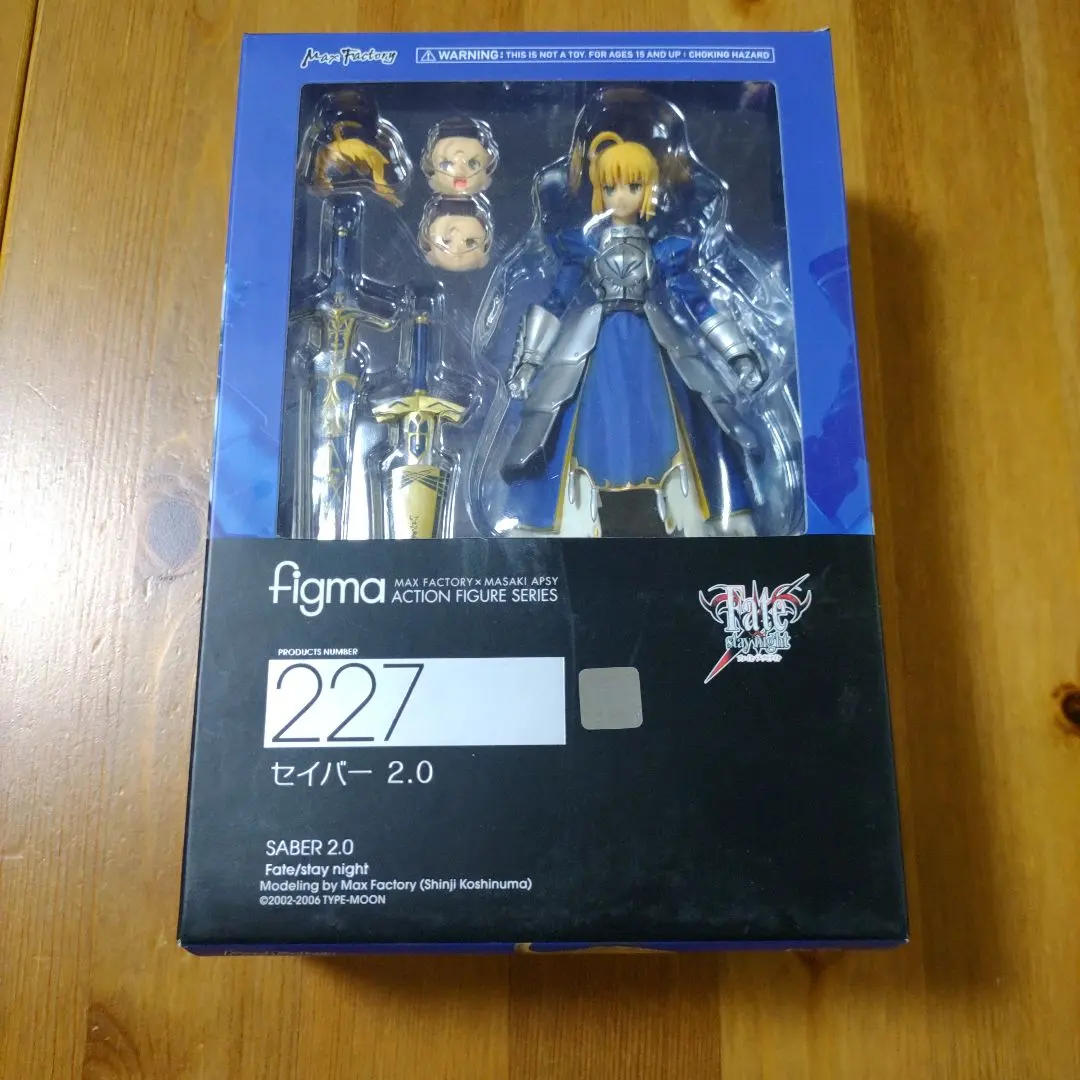 Max Factory
WARNING: THIS IS NOT A TOY. FOR AGES 15 AND UP : CHOKING HAZARD
figma
MAX FACTORY × MASAKI APSY
ACTION FIGURE SERIES
Fate
stay night
PRODUCTS NUMBER
227
セイバー 2.0
SABER 2.0
Fate/stay night
Modeling by Max Factory (Shinji Koshinuma)
©2002-2006 TYPE-MOON